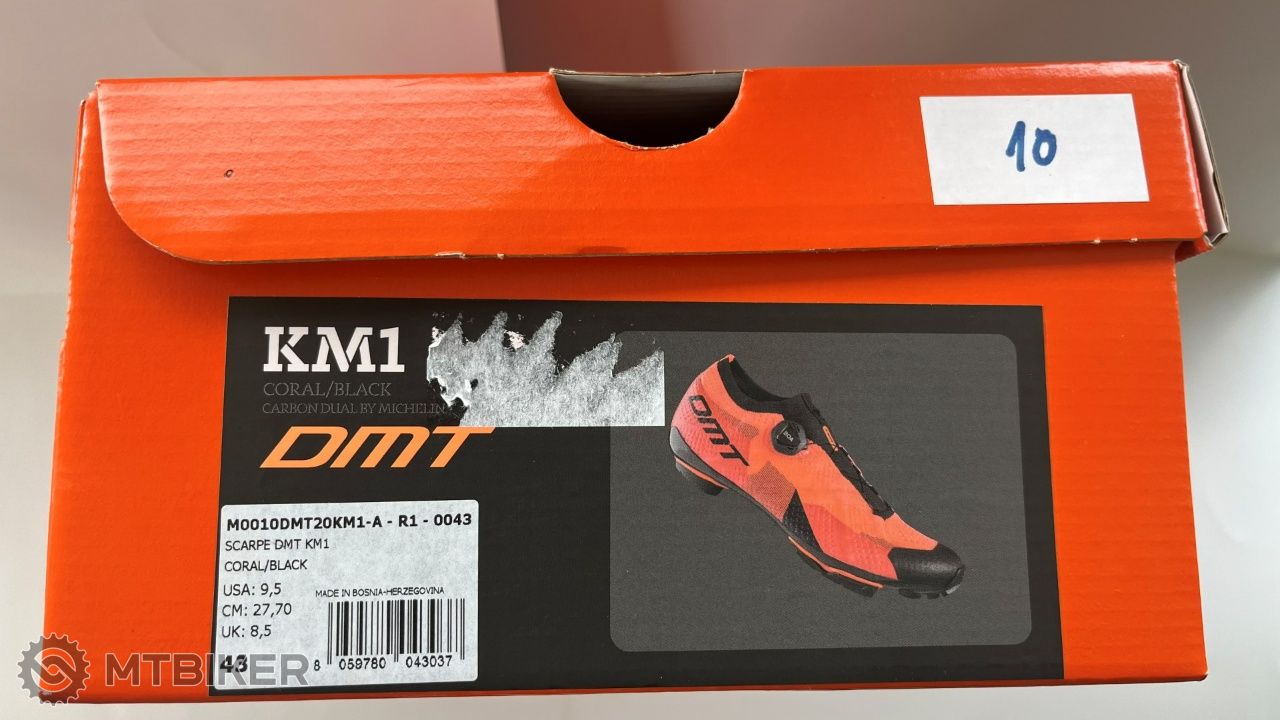 10
KM1
CORAL/BLACK
CARBON DUAL BY MICHELIN
DMT
DMT
BOA
M0010DMT20KM1-A - R1 - 0043
SCARPE DMT KM1
CORAL/BLACK
USA: 9,5
MADE IN BOSNIA-HERZEGOVINA
CM: 27,70
UK: 8,5
43
8 059780 043037
MTBIKER